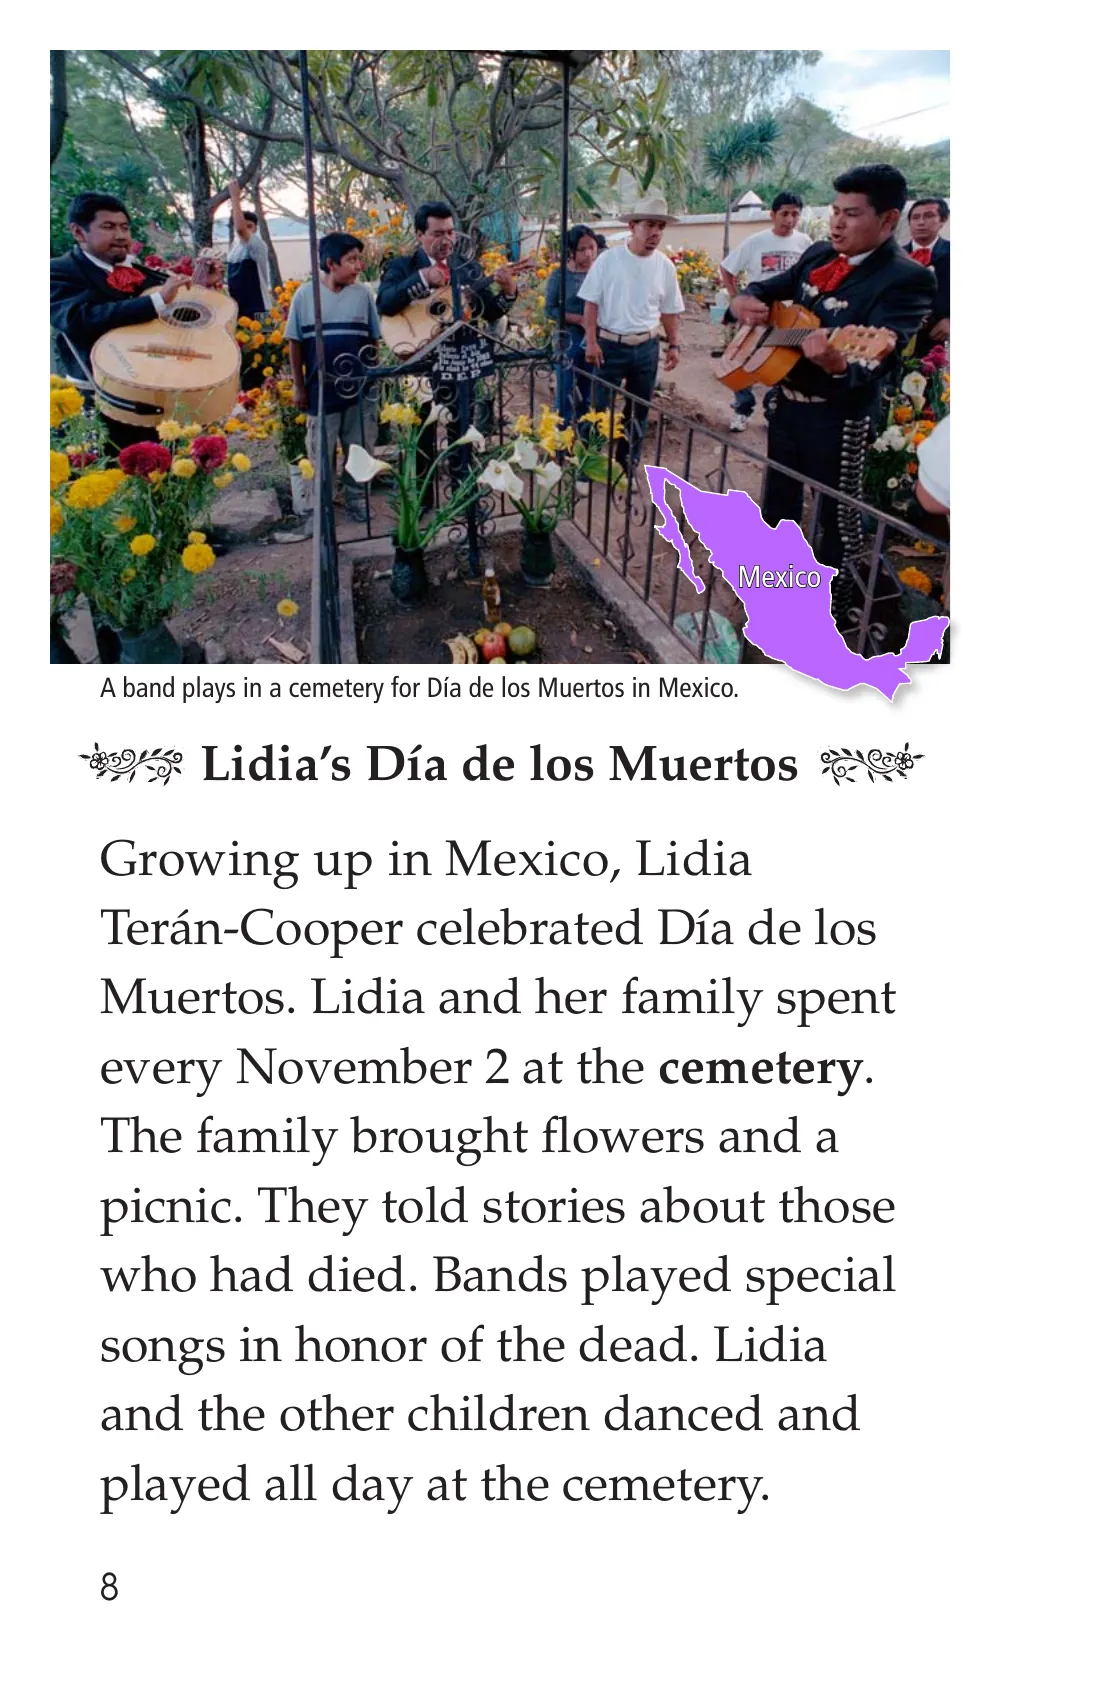 Mexico
A band plays in a cemetery for Día de los Muertos in Mexico.
Lidia’s Día de los Muertos
Growing up in Mexico, Lidia
Terán-Cooper celebrated Día de los
Muertos. Lidia and her family spent
every November 2 at the cemetery.
The family brought flowers and a
picnic. They told stories about those
who had died. Bands played special
songs in honor of the dead. Lidia
and the other children danced and
played all day at the cemetery.
8